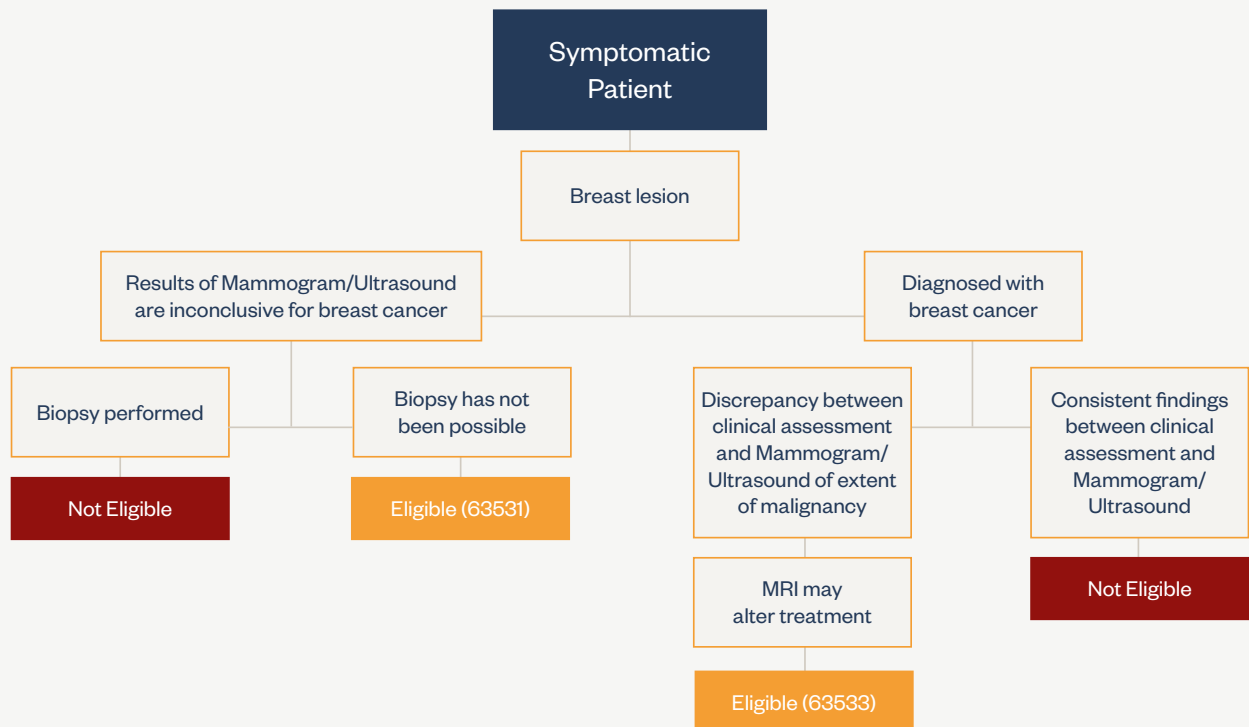 Symptomatic
Patient
Breast lesion
Results of Mammogram/Ultrasound
are inconclusive for breast cancer
Diagnosed with
breast cancer
Biopsy performed
Biopsy has not
been possible
Discrepancy between
clinical assessment
and Mammogram/
Ultrasound of extent
of malignancy
Consistent findings
between clinical
assessment and
Mammogram/
Ultrasound
Not Eligible
Eligible (63531)
MRI may
alter treatment
Not Eligible
Eligible (63533)